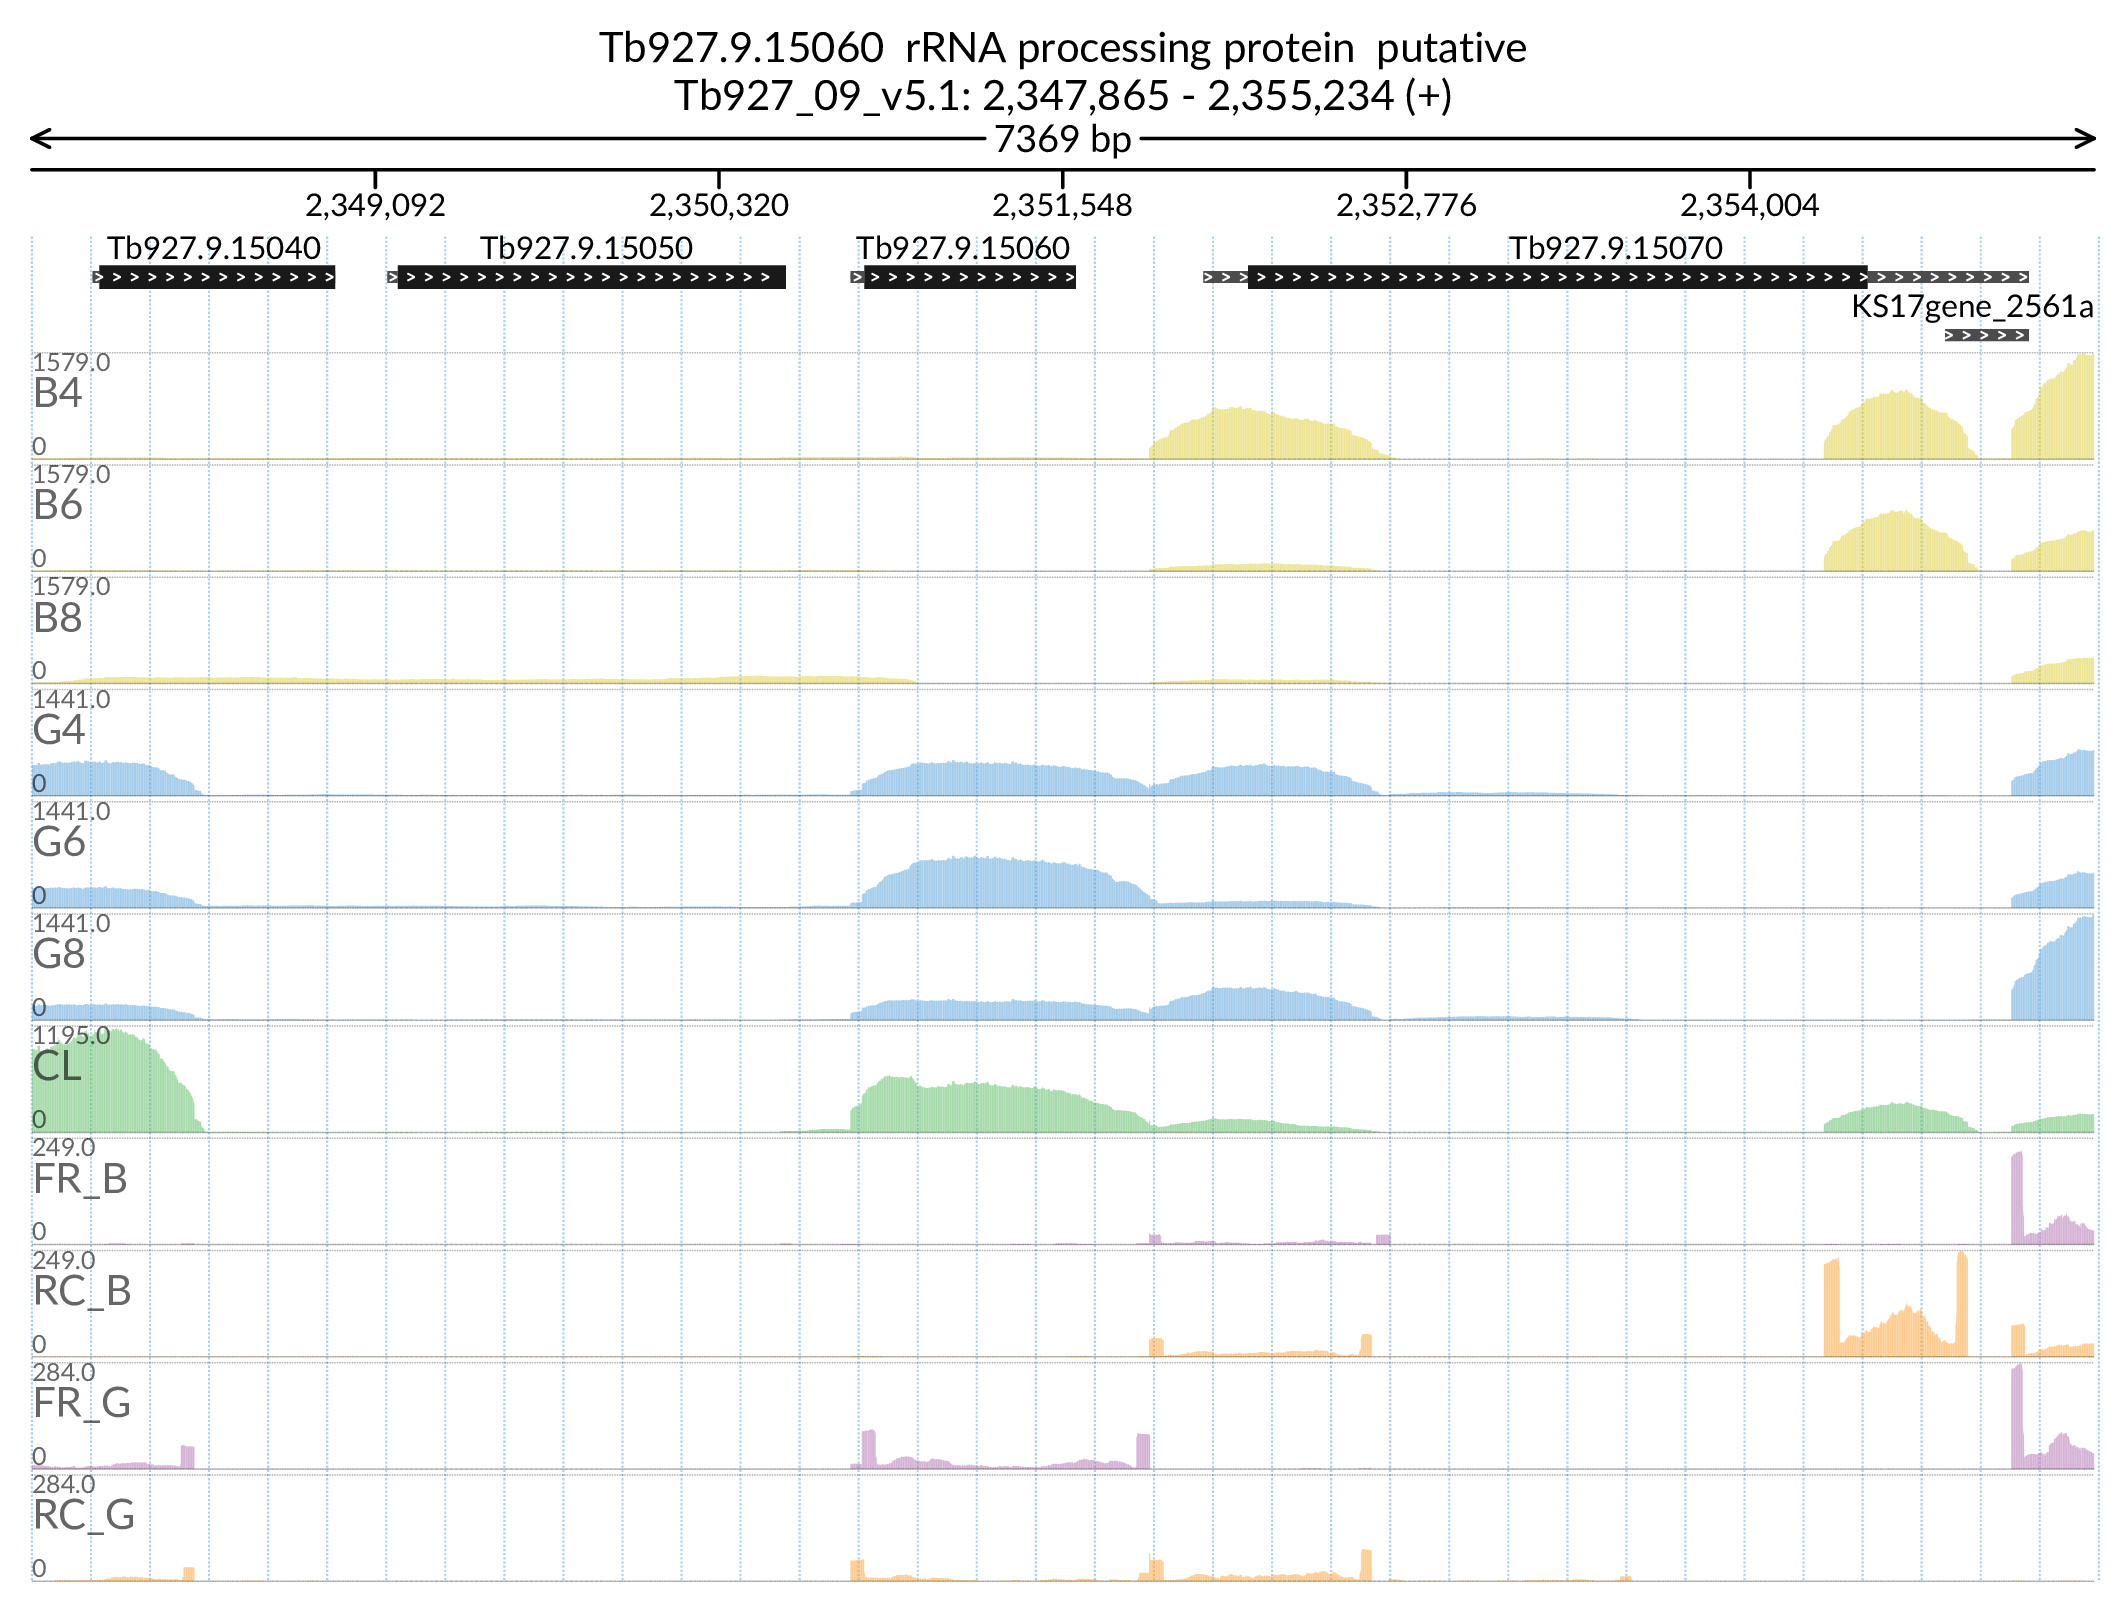 Tb927.9.15060  rRNA processing protein  putative
Tb927_09_v5.1: 2,347,865 - 2,355,234 (+)
7369 bp
2,349,092 2,350,320 2,351,548 2,352,776 2,354,004
Tb927.9.15040 Tb927.9.15050 Tb927.9.15060 Tb927.9.15070
KS17gene_2561a
1579.0
B4
0
1579.0
B6
0
1579.0
B8
0
1441.0
G4
0
1441.0
G6
0
1441.0
G8
0
1195.0
CL
0
249.0
FR_B
0
249.0
RC_B
0
284.0
FR_G
0
284.0
RC_G
0